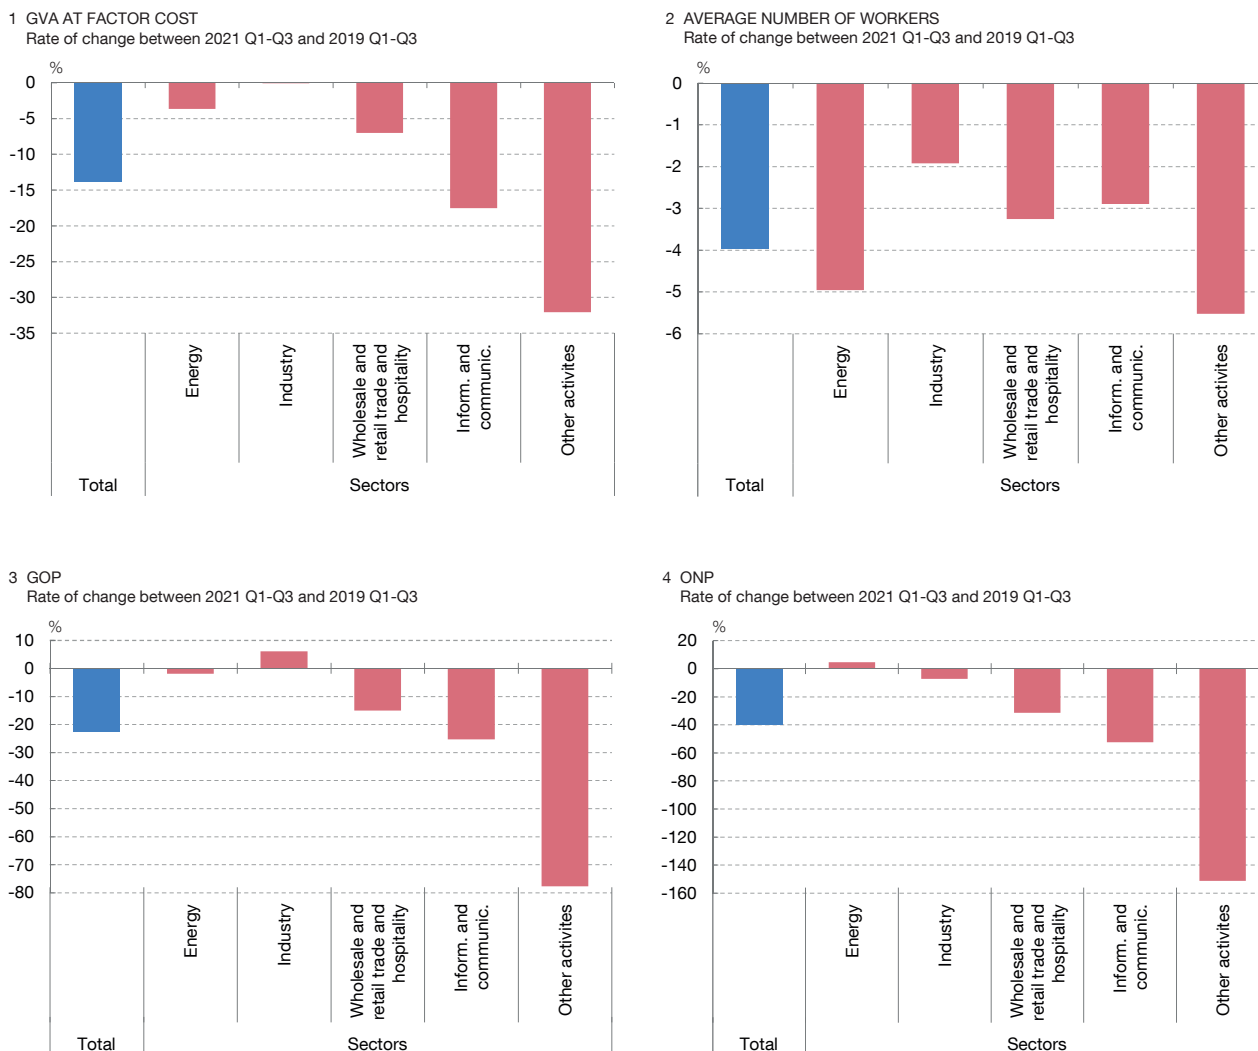 1 GVA AT FACTOR COST
Rate of change between 2021 Q1-Q3 and 2019 Q1-Q3
%
0
-5
-10
-15
-20
-25
-30
-35
Energy
Industry
Wholesale and
retail trade and
hospitality
Inform. and
communic.
Other activites
Total
Sectors
2 AVERAGE NUMBER OF WORKERS
Rate of change between 2021 Q1-Q3 and 2019 Q1-Q3
%
0
-1
-2
-3
-4
-5
-6
Energy
Industry
Wholesale and
retail trade and
hospitality
Inform. and
communic.
Other activites
Total
Sectors
3 GOP
Rate of change between 2021 Q1-Q3 and 2019 Q1-Q3
%
10
0
-10
-20
-30
-40
-50
-60
-70
-80
Energy
Industry
Wholesale and
retail trade and
hospitality
Inform. and
communic.
Other activites
Total
Sectors
4 ONP
Rate of change between 2021 Q1-Q3 and 2019 Q1-Q3
%
20
0
-20
-40
-60
-80
-100
-120
-140
-160
Energy
Industry
Wholesale and
retail trade and
hospitality
Inform. and
communic.
Other activites
Total
Sectors